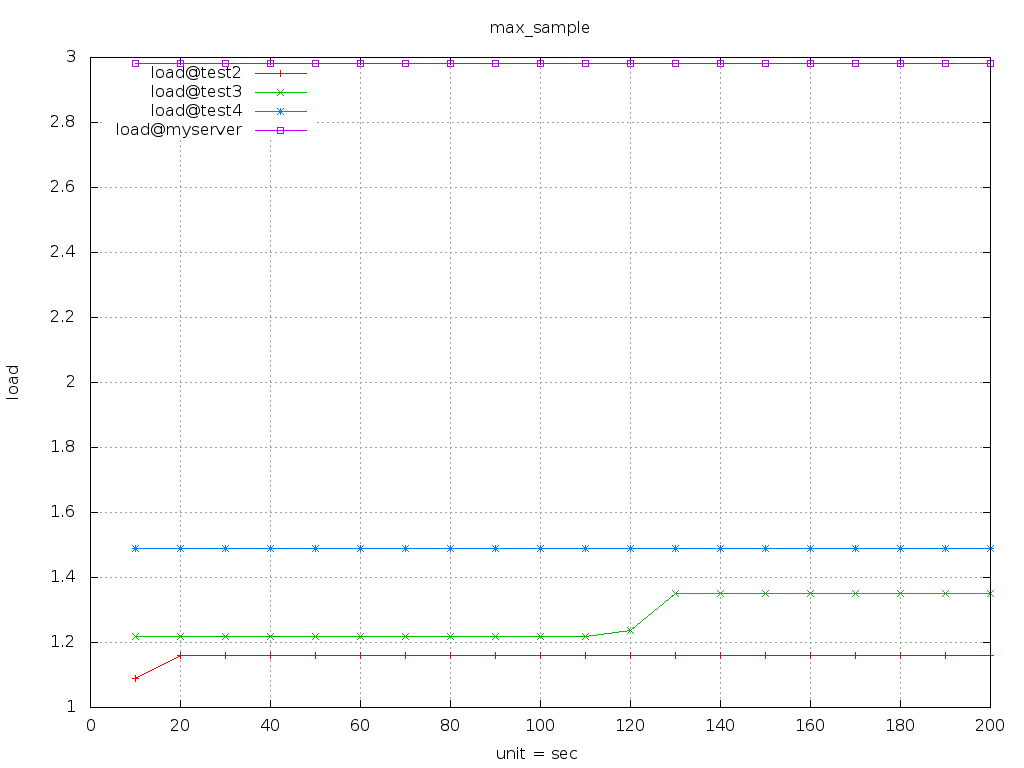 max_sample
3
load@test2
load@test3
load@test4
2.8
load@myserver
2.6
2.4
2.2
load
2
1.8
1.6
1.4
1.2
1
0 20 40 60 80 100 120 140 160 180 200
unit = sec